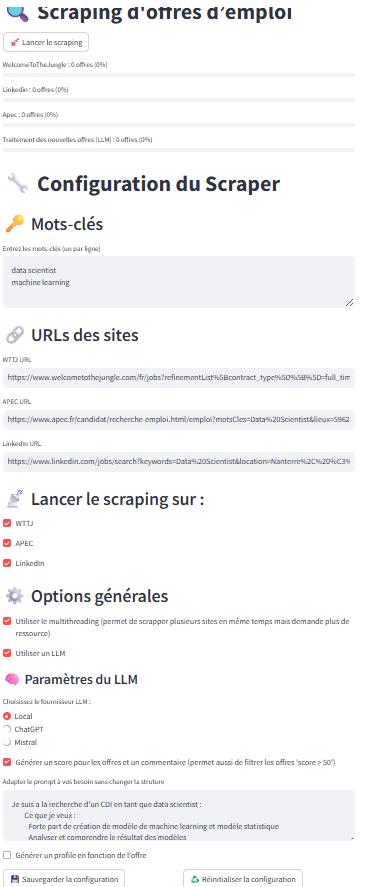 Scraping d'offres d'emploi
Lancer le scraping
WelcomeToTheJungle : 0 offres (0%)
Linkedin : 0 offres (0%)
Apec : 0 offres (0%)
Traitement des nouvelles offres (LLM) : 0 offres (0%)
Configuration du Scraper
Mots-clés
Entrez les mots-clés (un par ligne)
data scientist
machine learning
URLs des sites
WTTJ URL
https://www.welcometothejungle.com/fr/jobs?refinementList%5Bcontract_type%5D%5B%5D=full_tim
APEC URL
https://www.apec.fr/candidat/recherche-emploi.html/emploi?motsCles=Data%20Scientist&lieux=5962
LinkedIn URL
https://www.linkedin.com/jobs/search?keywords=Data%20Scientist&location=Nanterre%2C%20%C3%
Lancer le scraping sur :
WTTJ
APEC
LinkedIn
Options générales
Utiliser le multithreading (permet de scrapper plusieurs sites en même temps mais demande plus de
ressource)
Utiliser un LLM
Paramètres du LLM
Choisissez le fournisseur LLM :
Local
ChatGPT
Mistral
Générer un score pour les offres et un commentaire (permet aussi de filtrer les offres 'score > 50')
Adapter le prompt à vos besoin sans changer la struture
Je suis a la recherche d'un CDI en tant que data scientist :
Ce que je veux :
- Forte part de création de modèle de machine learning et modèle statistique
- Analyser et comprendre le résultat des modèles
Générer un profile en fonction de l'offre
Sauvegarder la configuration
Réinitialiser la configuration